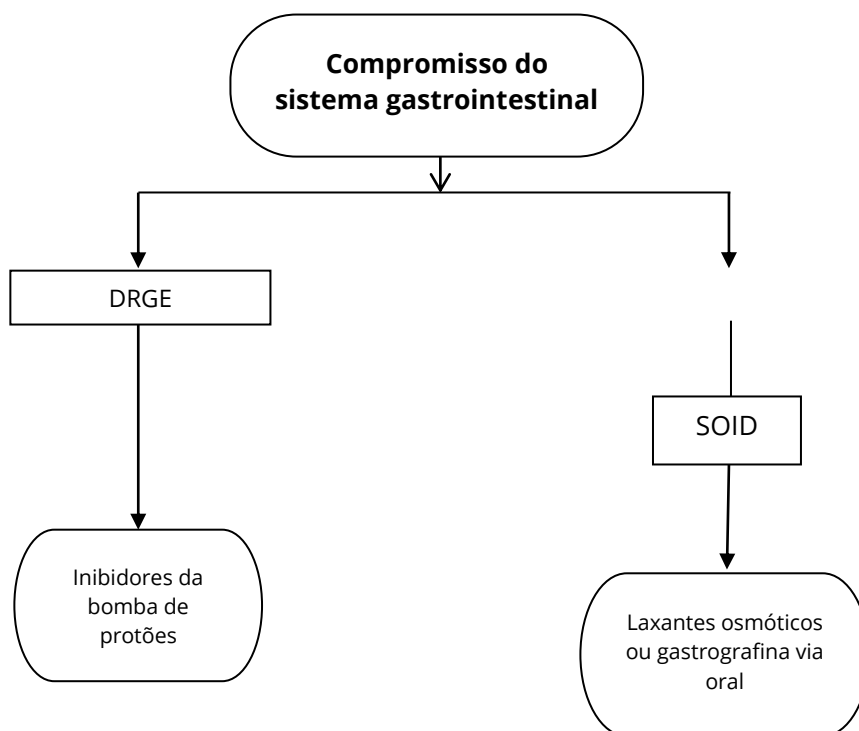 Compromisso do
sistema gastrointestinal
DRGE
SOID
Inibidores da
bomba de
protões
Laxantes osmóticos
ou gastrografina via
oral